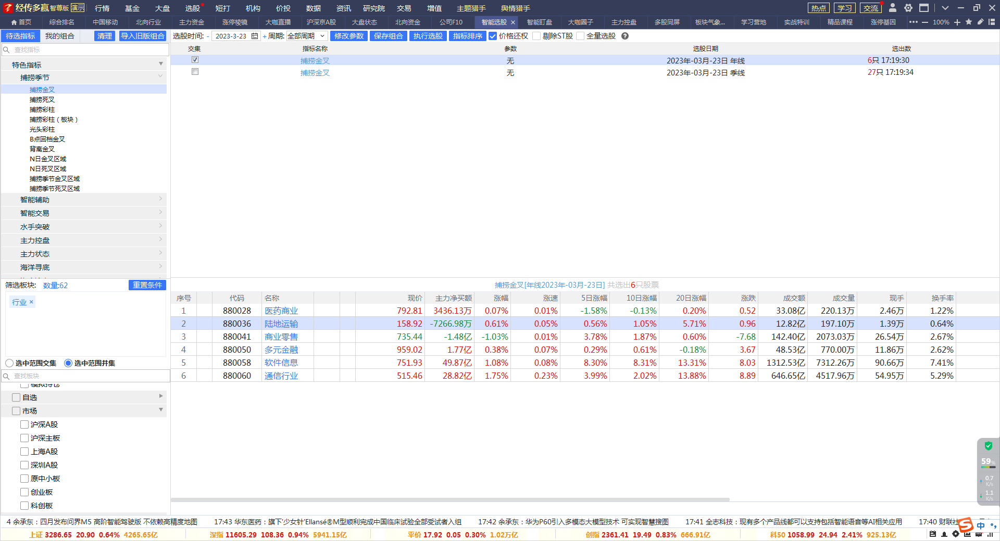 经传多赢 智尊版 演示 行情 基金 大盘 选股 短打 机构 价投 数据 资讯 研究院 交易 增值 主题猎手 舆情猎手 热点 学习 交流
首页 综合排名 中国移动 北向行业 主力资金 涨停棱镜 大咖直播 沪深京A股 大盘状态 北向资金 公司F10 智能选股 × 智能盯盘 大咖圈子 主力控盘 多股同屏 板块气象... 学习营地 实战特训 精品课程 涨停基因 ••• — 100% +
待选指标 我的组合 清理 导入旧版组合 选股时间: - 2023-3-23 + 周期: 全部周期 修改参数 保存组合 执行选股 指标排序 价格还权 剔除ST股 全量选股 ?
查找指标
交集 指标名称 参数 选股日期 选出数
捕捞金叉 无 2023年-03月-23日 年线 6只 17:19:30
捕捞金叉 无 2023年-03月-23日 季线 27只 17:19:34
特色指标
捕捞季节
捕捞金叉
捕捞死叉
捕捞彩柱
捕捞彩柱（板块）
光头彩柱
B点回档金叉
背离金叉
N日金叉区域
N日死叉区域
捕捞季节金叉区域
捕捞季节死叉区域
智能辅助
智能交易
水手突破
主力控盘
主力状态
海洋寻底
筛选板块: 数量:62 重置条件
行业 ×
选中范围交集 选中范围并集
查找板块
模拟持仓
自选
市场
沪深A股
沪深主板
上海A股
深圳A股
原中小板
创业板
科创板
捕捞金叉[年线2023年-03月-23日] 共选出6只股票
序号 代码 名称 现价 主力净买额 涨幅 涨速 5日涨幅 10日涨幅 20日涨幅 涨跌 成交额 成交量 现手 换手率
1 880028 医药商业 792.81 3436.13万 0.07% 0.01% -1.58% -0.13% 0.20% 0.52 33.08亿 220.13万 2.46万 1.22%
2 880036 陆地运输 158.92 -7266.98万 0.61% 0.05% 0.56% 1.05% 5.71% 0.96 12.82亿 197.10万 1.39万 0.64%
3 880041 商业零售 735.44 -1.48亿 -1.03% 0.01% 3.78% 1.87% 0.60% -7.68 142.40亿 2073.03万 26.54万 2.67%
4 880050 多元金融 959.02 1.77亿 0.38% 0.07% 0.29% 0.61% -0.18% 3.67 48.53亿 770.00万 11.86万 2.62%
5 880058 软件信息 751.93 49.87亿 1.08% 0.08% 8.30% 8.31% 13.31% 8.03 1312.53亿 7312.26万 90.66万 7.41%
6 880060 通信行业 515.46 28.82亿 1.75% 0.23% 3.99% 2.02% 13.88% 8.89 646.65亿 4517.96万 54.95万 5.29%
59%
0.7
K/s
1.1
K/s
4 余承东：四月发布问界M5 高阶智能驾驶版 不依赖高精度地图 17:43 华东医药：旗下'少女针'Ellansé®M型顺利完成中国临床试验全部受试者入组 17:42 余承东：华为P60引入多模态大模型技术 可实现智慧搜图 17:41 全志科技：现有多个产品线都可以支持包括智能语音等AI相关应用 17:40 财联社
上证 3286.65 20.90 0.64% 4265.65亿 深指 11605.29 108.36 0.94% 5941.15亿 平价 17.92 0.05 0.30% 1.02万亿 创指 2361.41 19.49 0.83% 666.91亿 科50 1058.99 24.94 2.41% 925.13亿
S 中